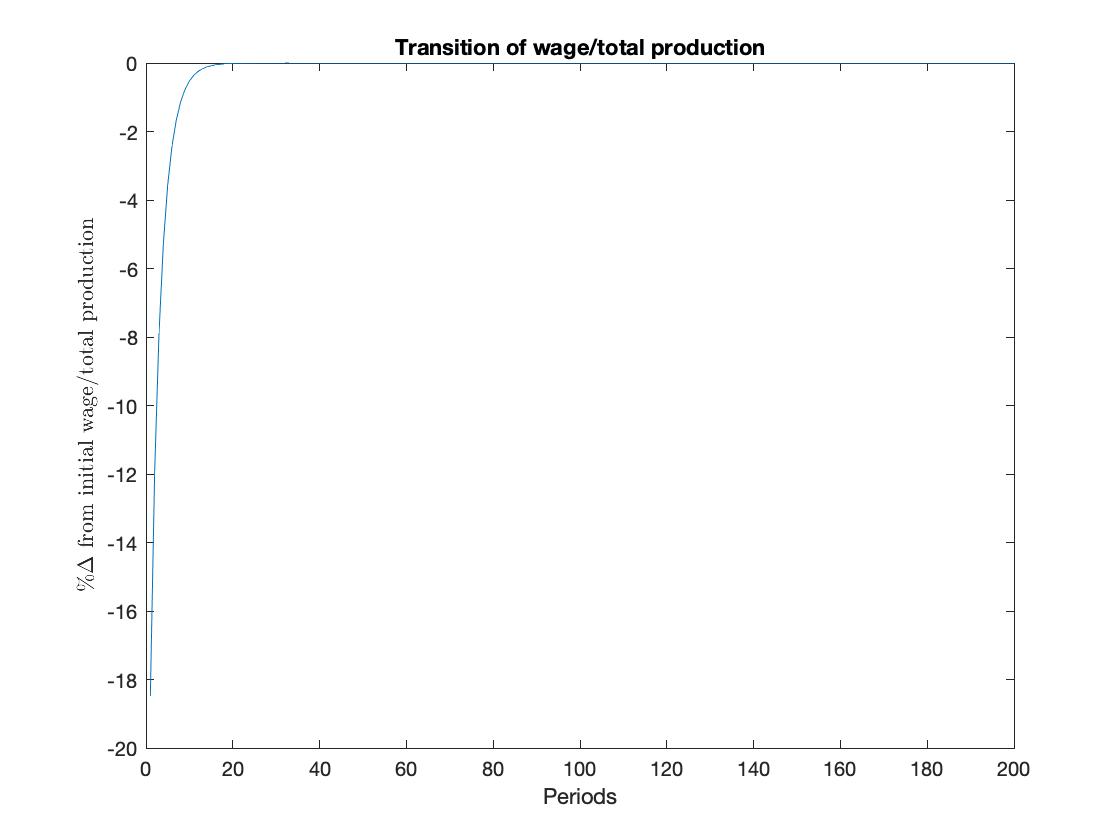 Transition of wage/total production
%Δ from initial wage/total production
0
-2
-4
-6
-8
-10
-12
-14
-16
-18
-20
0 20 40 60 80 100 120 140 160 180 200
Periods